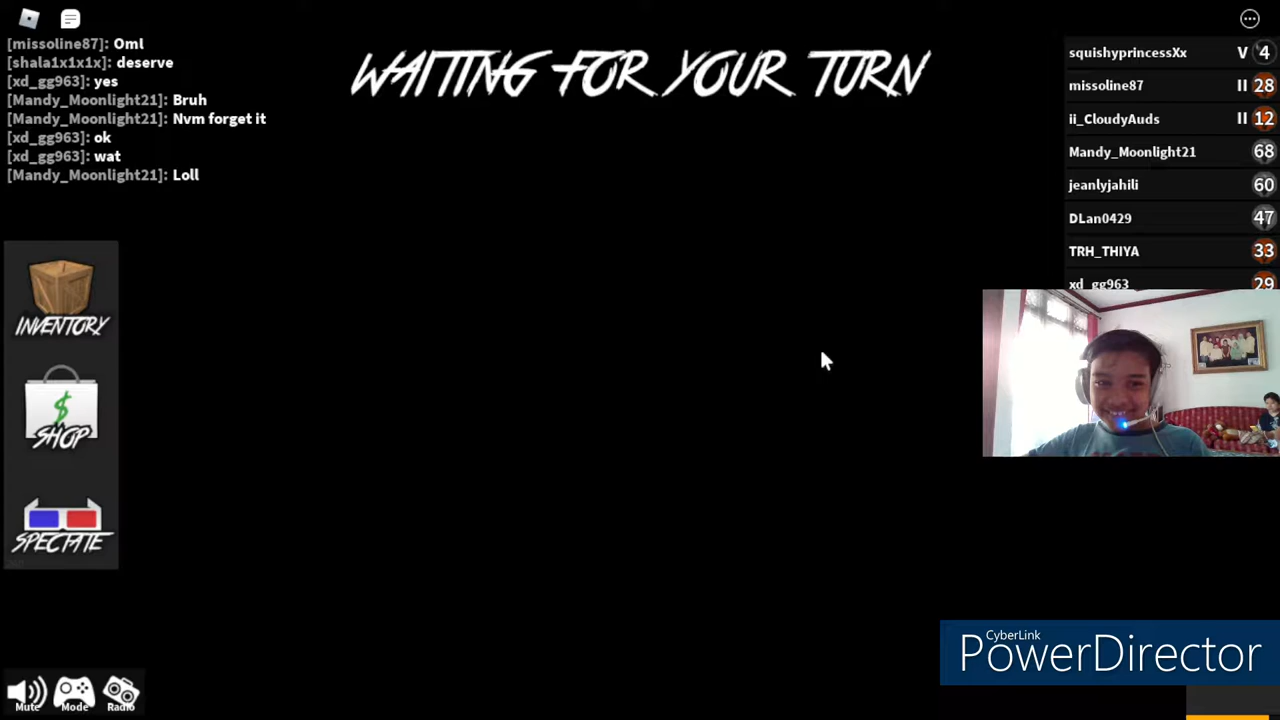 [missoline87]: Oml
[shala1x1x1x]: deserve
[xd_gg963]: yes
[Mandy_Moonlight21]: Bruh
[Mandy_Moonlight21]: Nvm forget it
[xd_gg963]: ok
[xd_gg963]: wat
[Mandy_Moonlight21]: Loll
WAITING FOR YOUR TURN
squishyprincessXx V 4
missoline87 II 28
ii_CloudyAuds II 12
Mandy_Moonlight21 68
jeanlyjahili 60
DLan0429 47
TRH_THIYA 33
xd_gg963 29
INVENTORY
$
SHOP
SPECTATE
Mute Mode Radio
CyberLink
PowerDirector